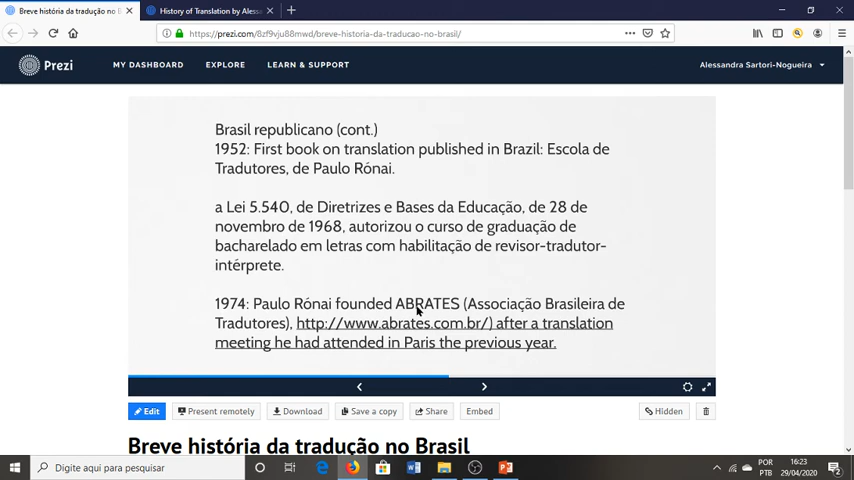 Breve história da tradução no B
History of Translation by Aless
https://prezi.com/8zf9vju88mwd/breve-historia-da-traducao-no-brasil/
Prezi
MY DASHBOARD
EXPLORE
LEARN & SUPPORT
Alessandra Sartori-Nogueira
Brasil republicano (cont.)
1952: First book on translation published in Brazil: Escola de
Tradutores, de Paulo Rónai.
a Lei 5.540, de Diretrizes e Bases da Educação, de 28 de
novembro de 1968, autorizou o curso de graduação de
bacharelado em letras com habilitação de revisor-tradutor-
intérprete.
1974: Paulo Rónai founded ABRATES (Associação Brasileira de
Tradutores), http://www.abrates.com.br/) after a translation
meeting he had attended in Paris the previous year.
Edit
Present remotely
Download
Save a copy
Share
Embed
Hidden
Breve história da tradução no Brasil
Digite aqui para pesquisar
POR
PTB
16:23
29/04/2020
2